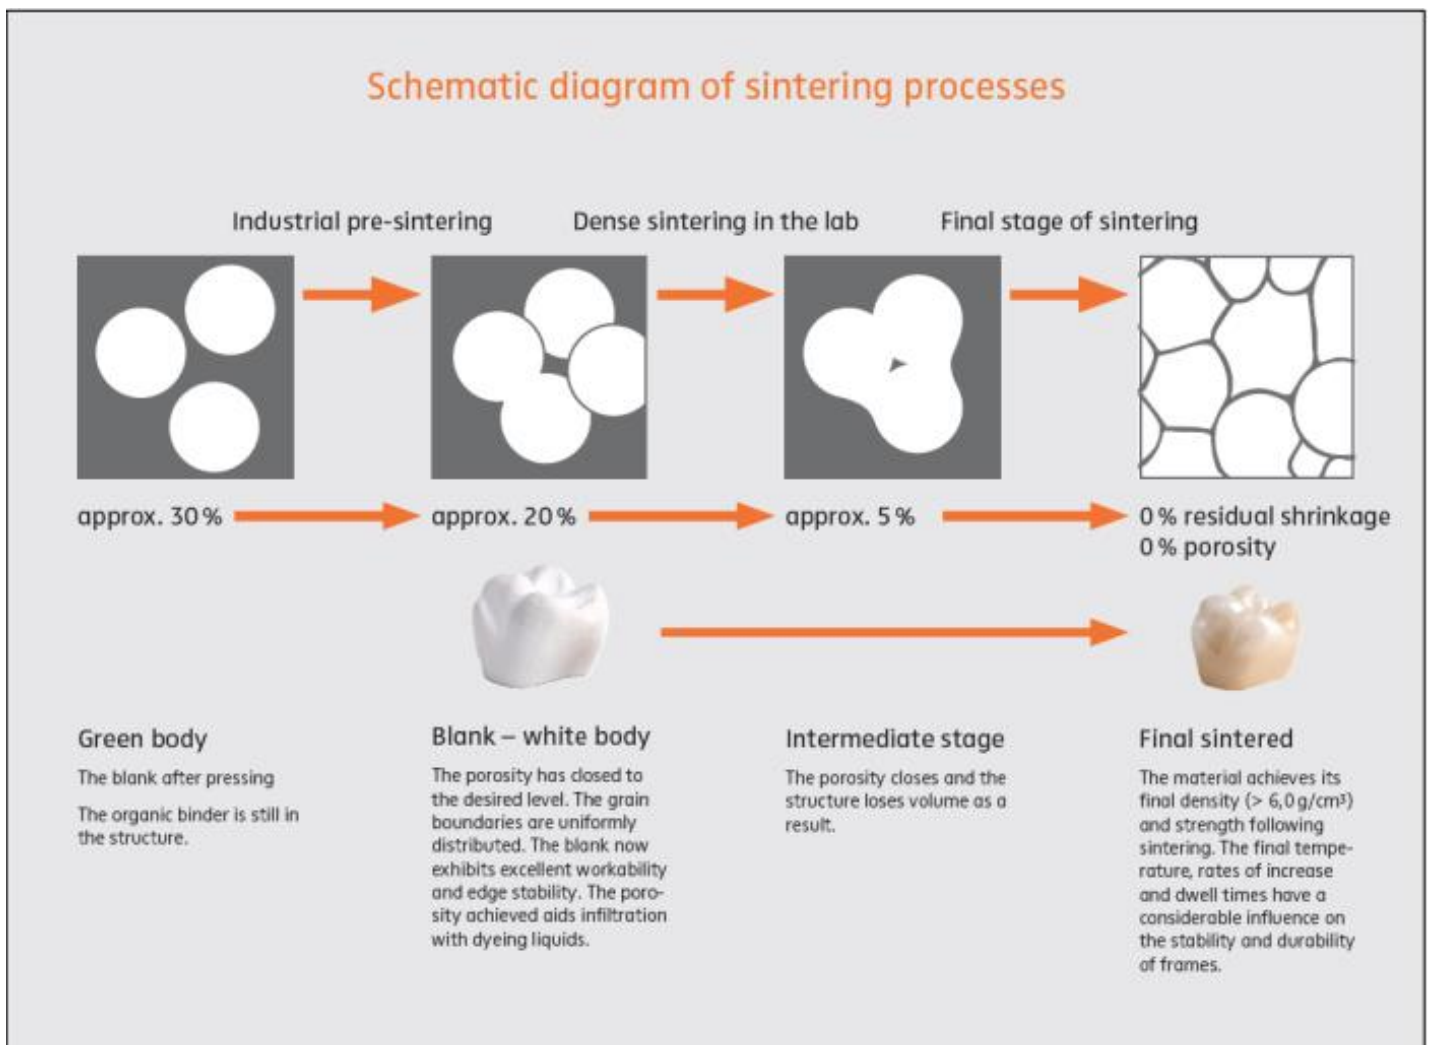 Schematic diagram of sintering processes
Industrial pre-sintering
Dense sintering in the lab
Final stage of sintering
approx. 30 %
approx. 20 %
approx. 5 %
0 % residual shrinkage
0 % porosity
Green body
The blank after pressing
The organic binder is still in
the structure.
Blank – white body
The porosity has closed to
the desired level. The grain
boundaries are uniformly
distributed. The blank now
exhibits excellent workability
and edge stability. The poro-
sity achieved aids infiltration
with dyeing liquids.
Intermediate stage
The porosity closes and the
structure loses volume as a
result.
Final sintered
The material achieves its
final density (> 6,0 g/cm³)
and strength following
sintering. The final tempe-
rature, rates of increase
and dwell times have a
considerable influence on
the stability and durability
of frames.